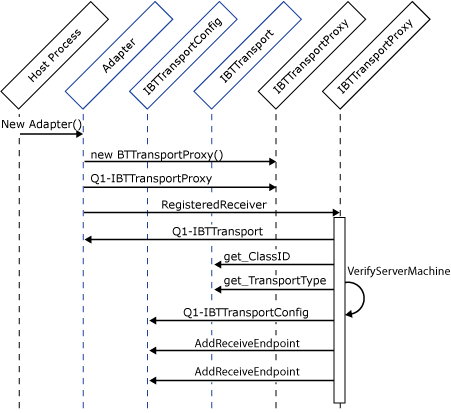 Host Process
Adapter
IBTTransportConfig
IBTTransport
IBTTransportProxy
IBTTransportProxy
New Adapter()
new BTTransportProxy()
Q1-IBTTransportProxy
RegisteredReceiver
Q1-IBTTransport
get_ClassID
VerifyServerMachine
get_TransportType
Q1-IBTTransportConfig
AddReceiveEndpoint
AddReceiveEndpoint